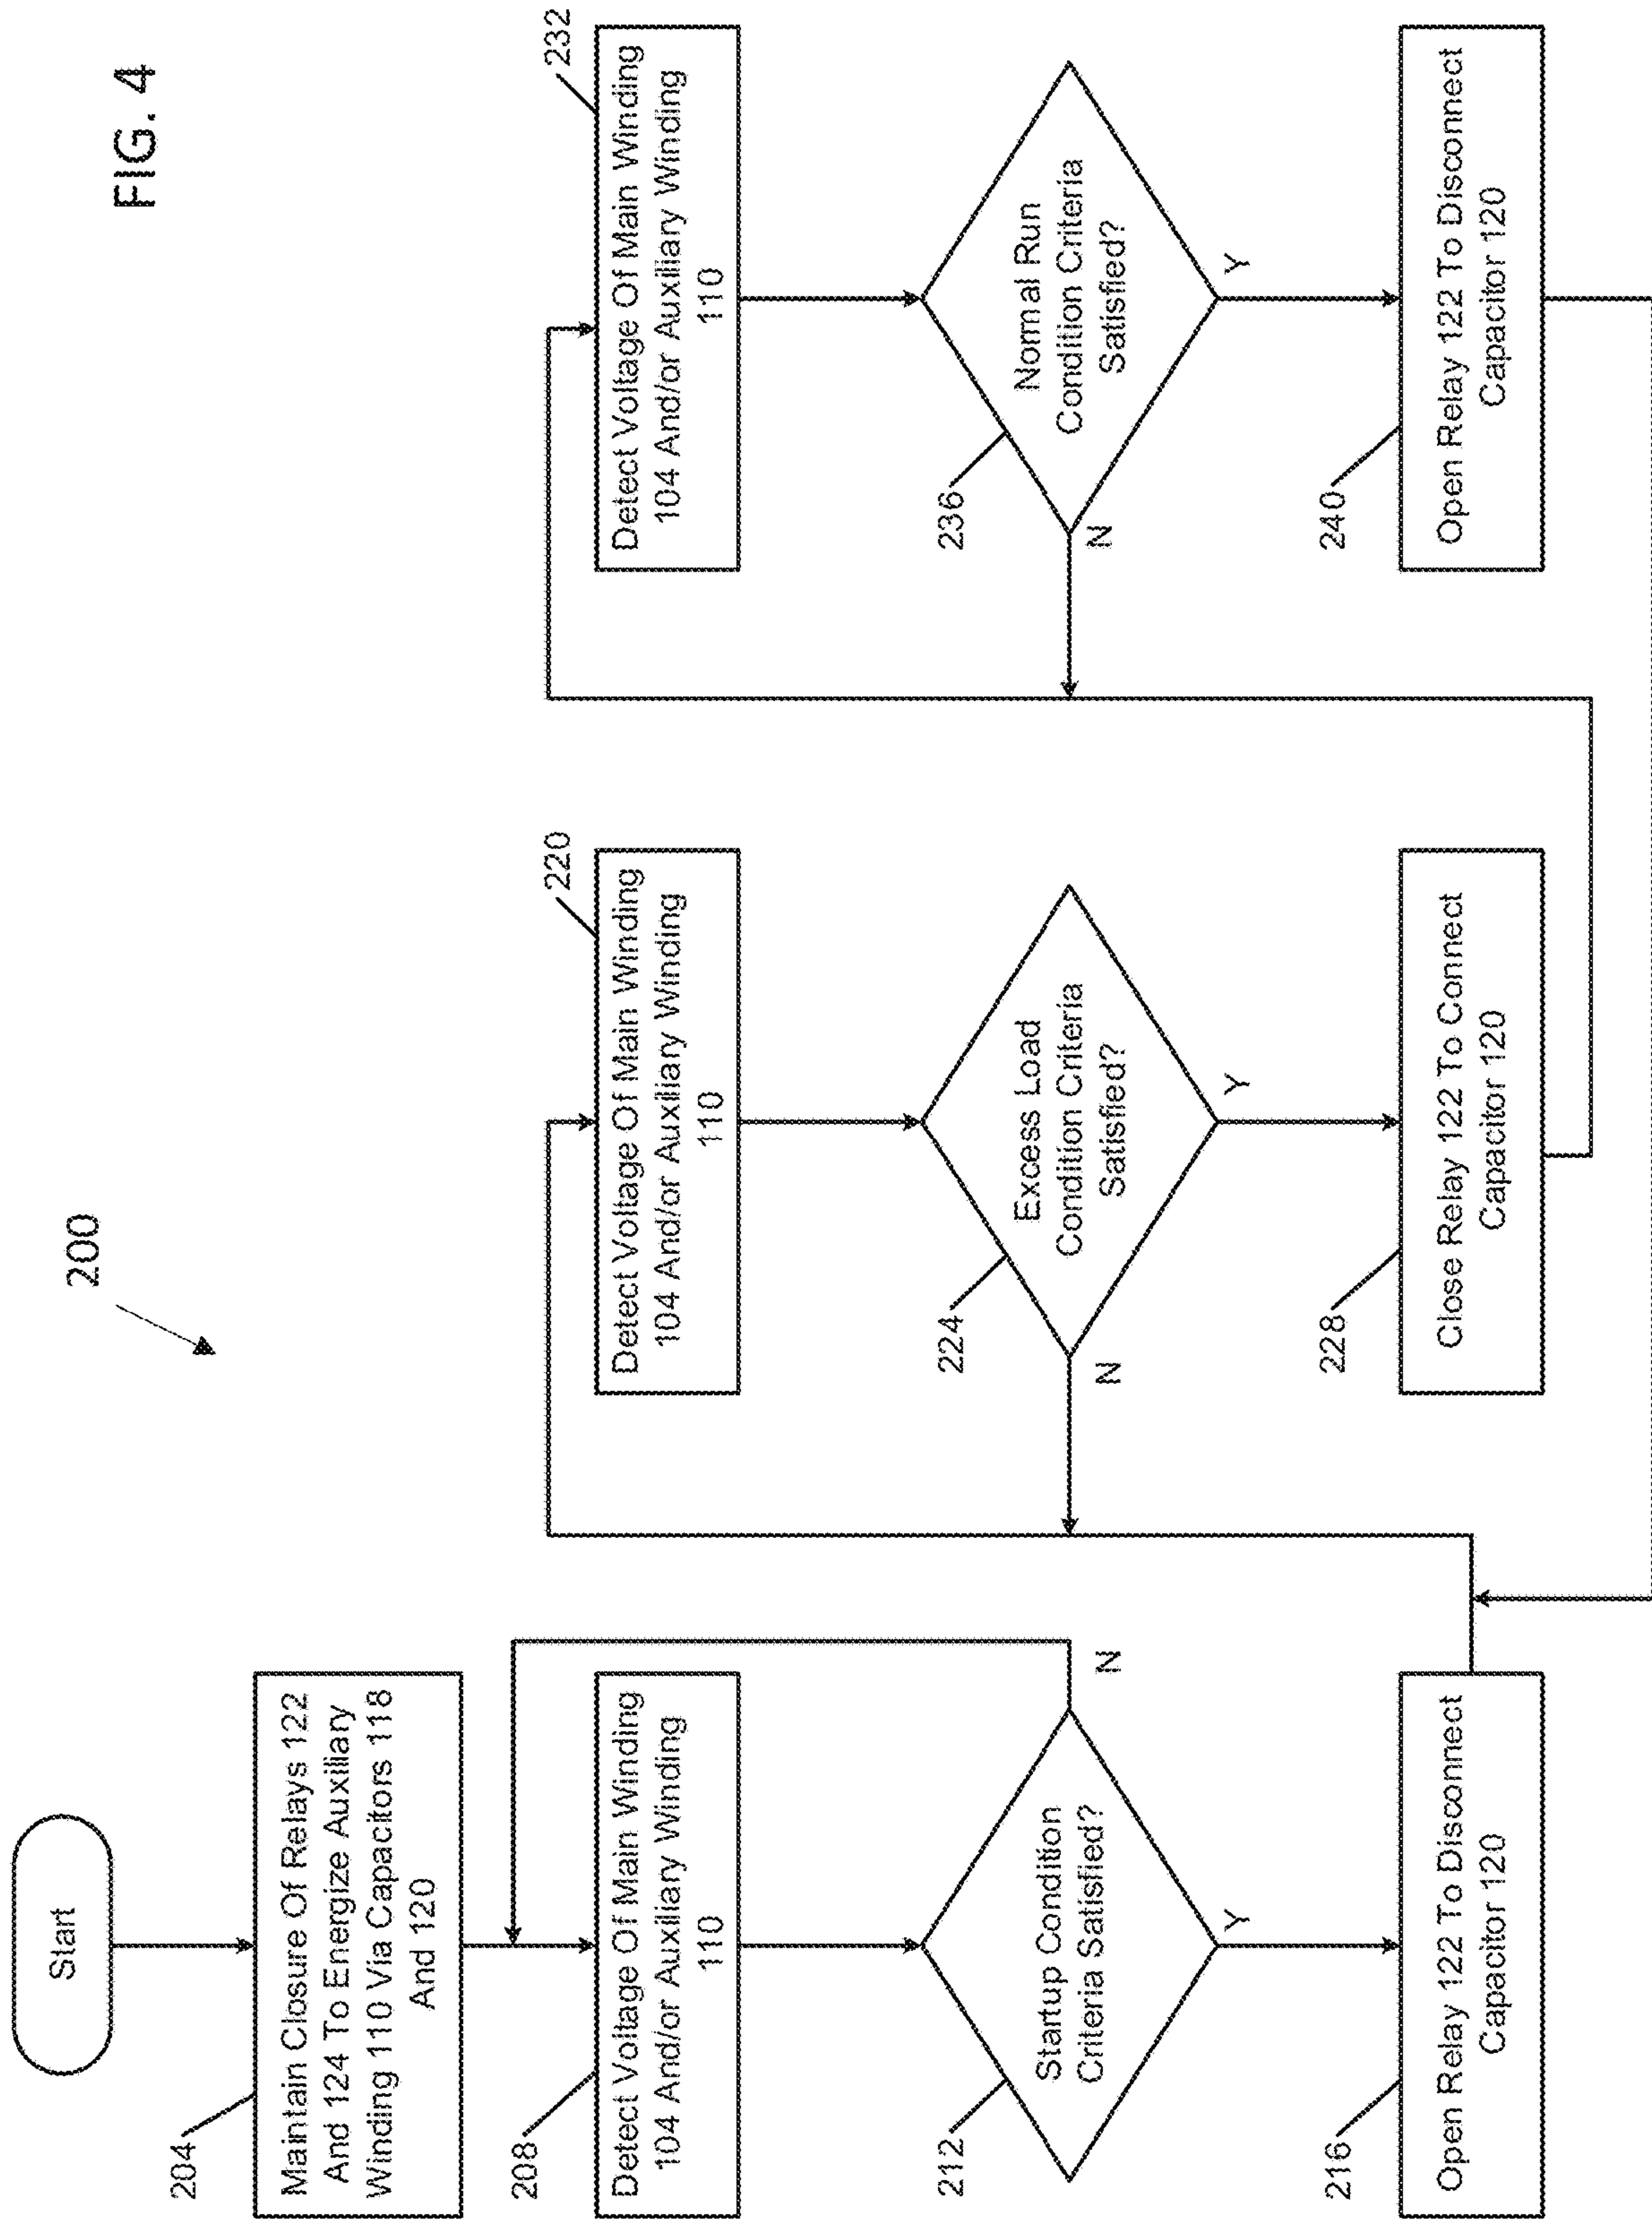 FIG. 4
200
Start
204
Maintain Closure Of Relays 122
And 124 To Energize Auxiliary
Winding 110 Via Capacitors 118
And 120
208
Detect Voltage Of Main Winding
104 And/or Auxiliary Winding
110
212
Startup Condition
Criteria Satisfied?
N
Y
216
Open Relay 122 To Disconnect
Capacitor 120
220
Detect Voltage Of Main Winding
104 And/or Auxiliary Winding
110
224
Excess Load
Condition Criteria
Satisfied?
N
Y
228
Close Relay 122 To Connect
Capacitor 120
232
Detect Voltage Of Main Winding
104 And/or Auxiliary Winding
110
236
Normal Run
Condition Criteria
Satisfied?
N
Y
240
Open Relay 122 To Disconnect
Capacitor 120